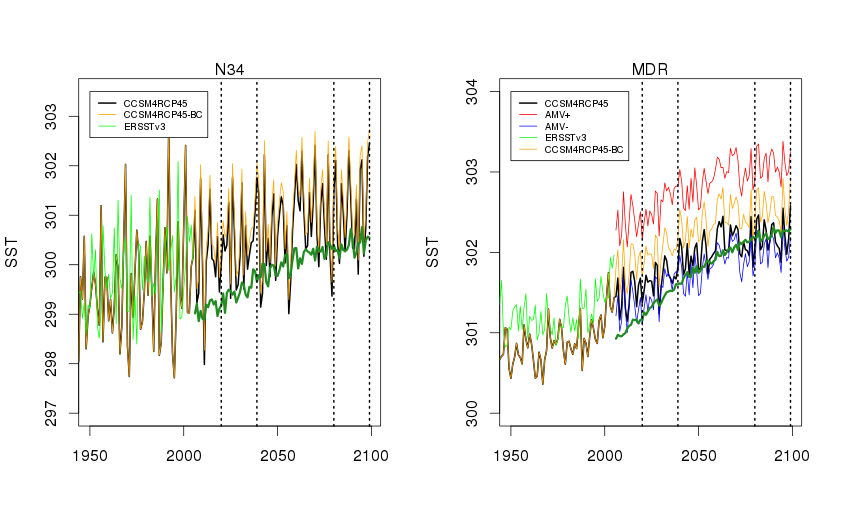 N34
SST
303
302
301
300
299
298
297
CCSM4RCP45
CCSM4RCP45-BC
ERSSTv3
1950
2000
2050
2100
MDR
SST
304
303
302
301
300
CCSM4RCP45
AMV+
AMV-
ERSSTv3
CCSM4RCP45-BC
1950
2000
2050
2100